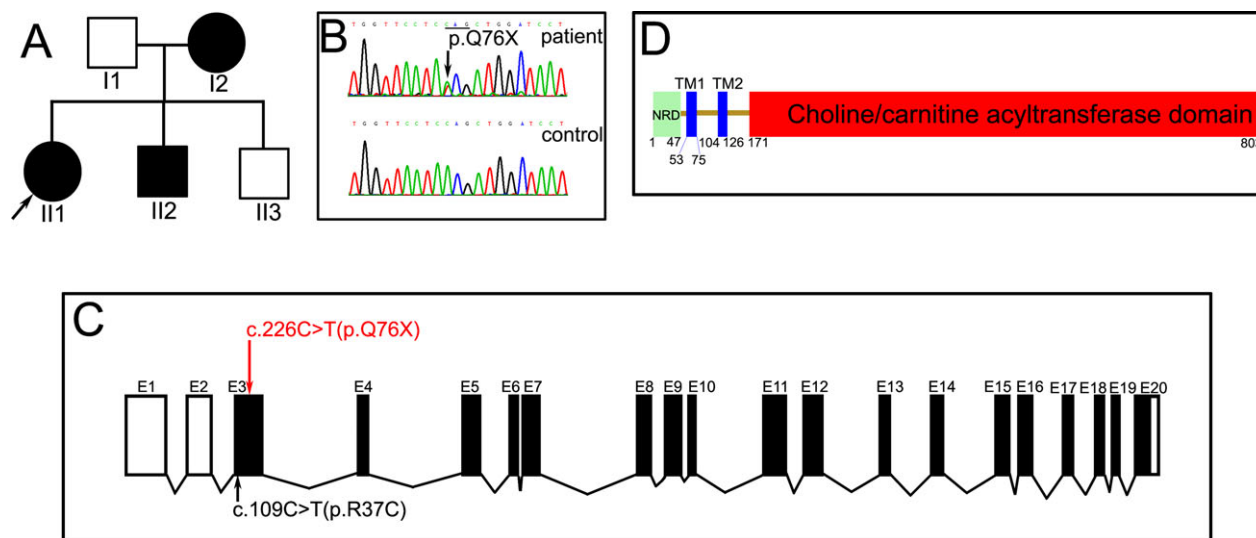 A
I1
I2
II1
II2
II3
B
T G G T T C C T C C A G C T G G A T C C T
p.Q76X
patient
T G G T T C C T C C A G C T G G A T C C T
control
D
TM1 TM2
NRD
Choline/carnitine acyltransferase domain
1 47 104 126 171
53 75
C
c.226C>T(p.Q76X)
E1 E2 E3 E4 E5 E6 E7 E8 E9 E10 E11 E12 E13 E14 E15 E16 E17 E18 E19 E20
c.109C>T(p.R37C)